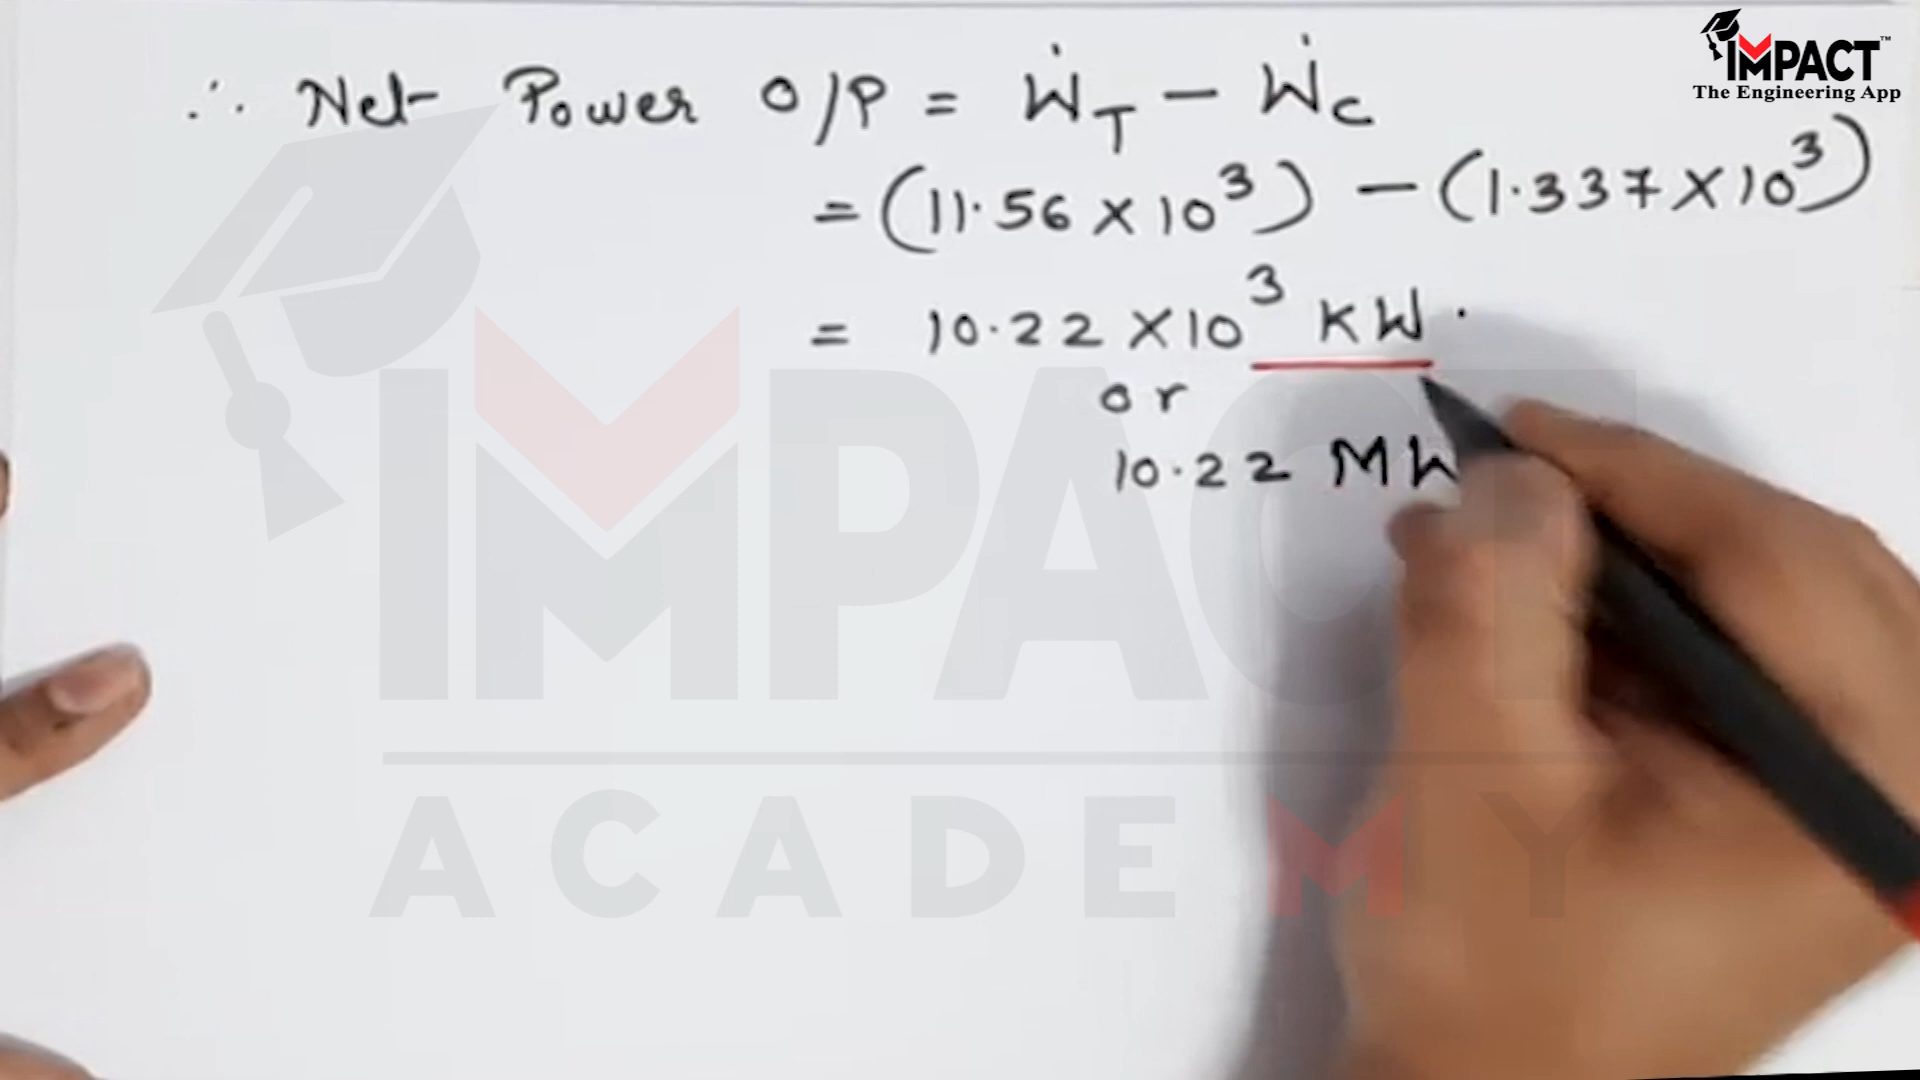 IMPACT™
The Engineering App
∴ Net Power O/P = Ẇ_T − Ẇ_C
= (11.56 × 10³) − (1.337 × 10³)
= 10.22 × 10³ KW.
or
10.22 MW
IMPACT
ACADEMY